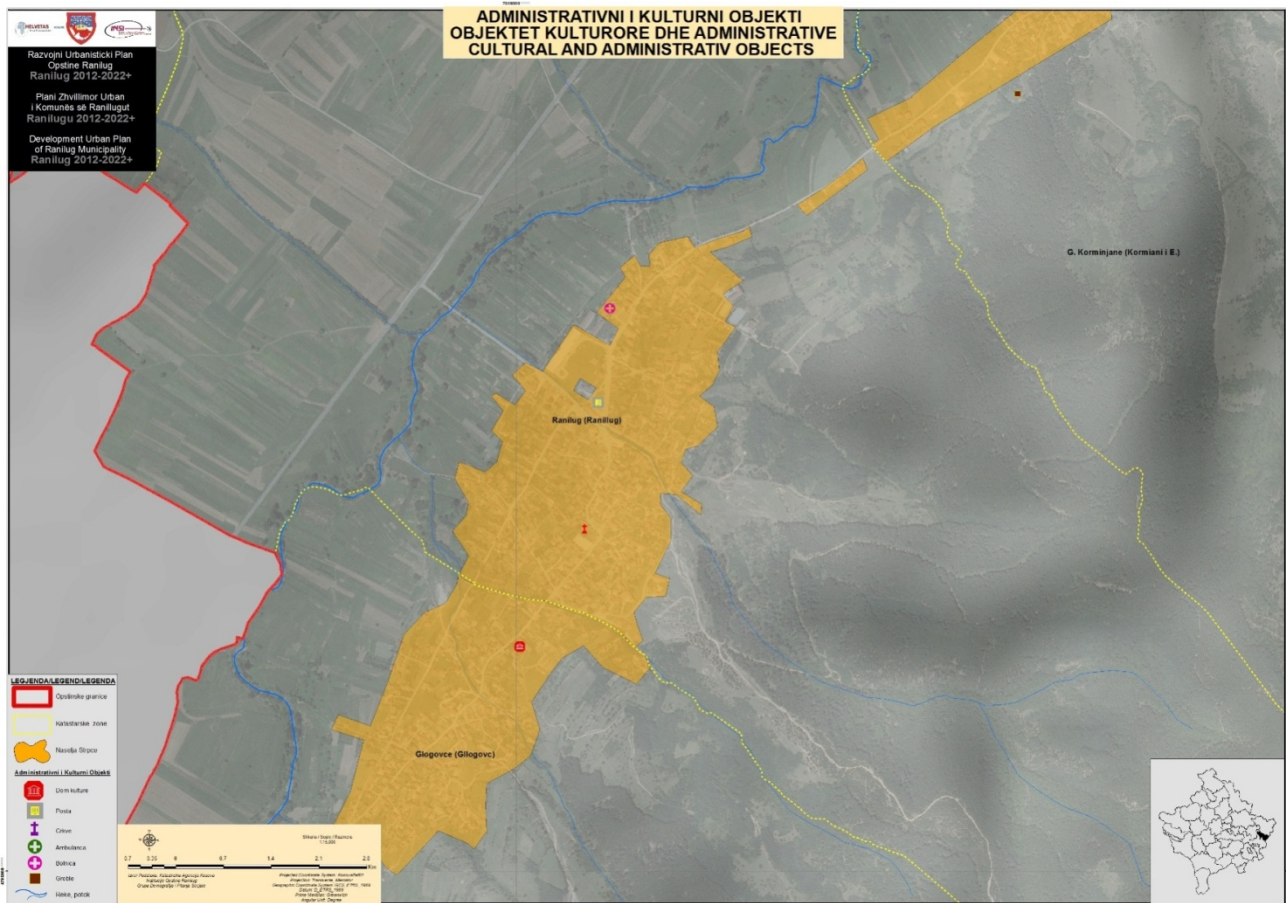 ADMINISTRATIVNI I KULTURNI OBJEKTI
OBJEKTET KULTURORE DHE ADMINISTRATIVE
CULTURAL AND ADMINISTRATIV OBJECTS
HELVETAS
Razvojni Urbanisticki Plan
Opstine Ranilug
Ranilug 2012-2022+
Plani Zhvillimor Urban
i Komunës së Ranillugut
Ranilugu 2012-2022+
Development Urban Plan
of Ranilug Municipality
Ranilug 2012-2022+
G. Korminjane (Kormiani i E.)
Ranilug (Ranillug)
Glogovce (Gllogovc)
LEGJENDA/LEGEND/LEGENDA
Opstinske granice
Katastarske zone
Naselja Strpce
Administrativni i Kulturni Objekti
Dom kulture
Posta
Crkve
Ambulanca
Bolnica
Groblje
Reke, potok
0.7 0.35 0 0.7 1.4 2.1 2.8